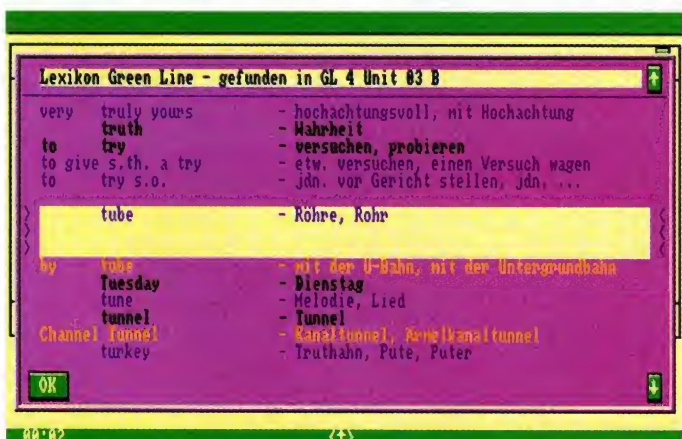 Lexikon Green Line - gefunden in GL 4 Unit 03 B
very truly yours - hochachtungsvoll, mit Hochachtung
truth - Wahrheit
to try - versuchen, probieren
to give s.th. a try - etw. versuchen, einen Versuch wagen
to try s.o. - jdn. vor Gericht stellen, jdn. ...
tube - Röhre, Rohr
by tube - mit der U-Bahn, mit der Untergrundbahn
Tuesday - Dienstag
tune - Melodie, Lied
tunnel - Tunnel
Channel Tunnel - Kanaltunnel, Ärmelkanaltunnel
turkey - Truthahn, Pute, Puter
OK
00:02